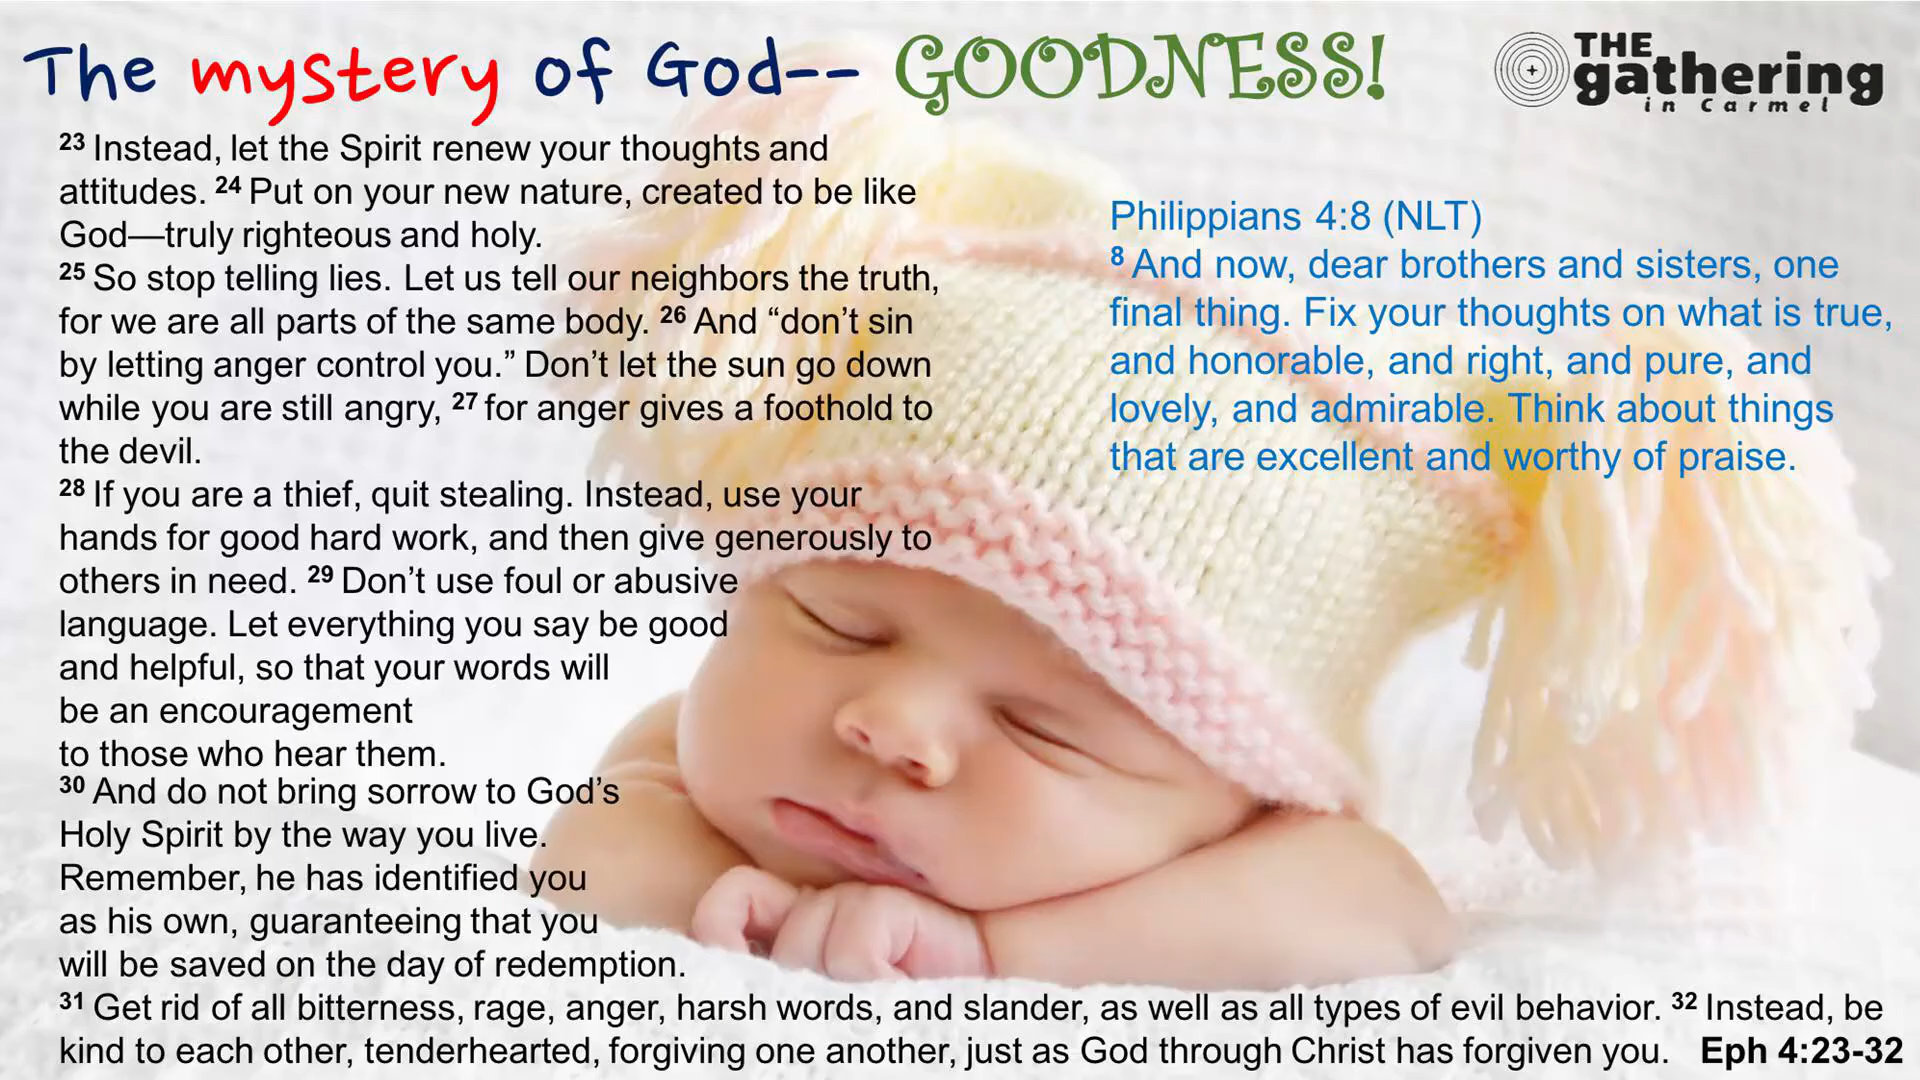 The mystery of God-- GOODNESS!
THE
gathering
in Carmel
23 Instead, let the Spirit renew your thoughts and
attitudes. 24 Put on your new nature, created to be like
God—truly righteous and holy.
25 So stop telling lies. Let us tell our neighbors the truth,
for we are all parts of the same body. 26 And “don’t sin
by letting anger control you.” Don’t let the sun go down
while you are still angry, 27 for anger gives a foothold to
the devil.
28 If you are a thief, quit stealing. Instead, use your
hands for good hard work, and then give generously to
others in need. 29 Don’t use foul or abusive
language. Let everything you say be good
and helpful, so that your words will
be an encouragement
to those who hear them.
30 And do not bring sorrow to God’s
Holy Spirit by the way you live.
Remember, he has identified you
as his own, guaranteeing that you
will be saved on the day of redemption.
31 Get rid of all bitterness, rage, anger, harsh words, and slander, as well as all types of evil behavior. 32 Instead, be
kind to each other, tenderhearted, forgiving one another, just as God through Christ has forgiven you. Eph 4:23-32
Philippians 4:8 (NLT)
8 And now, dear brothers and sisters, one
final thing. Fix your thoughts on what is true,
and honorable, and right, and pure, and
lovely, and admirable. Think about things
that are excellent and worthy of praise.